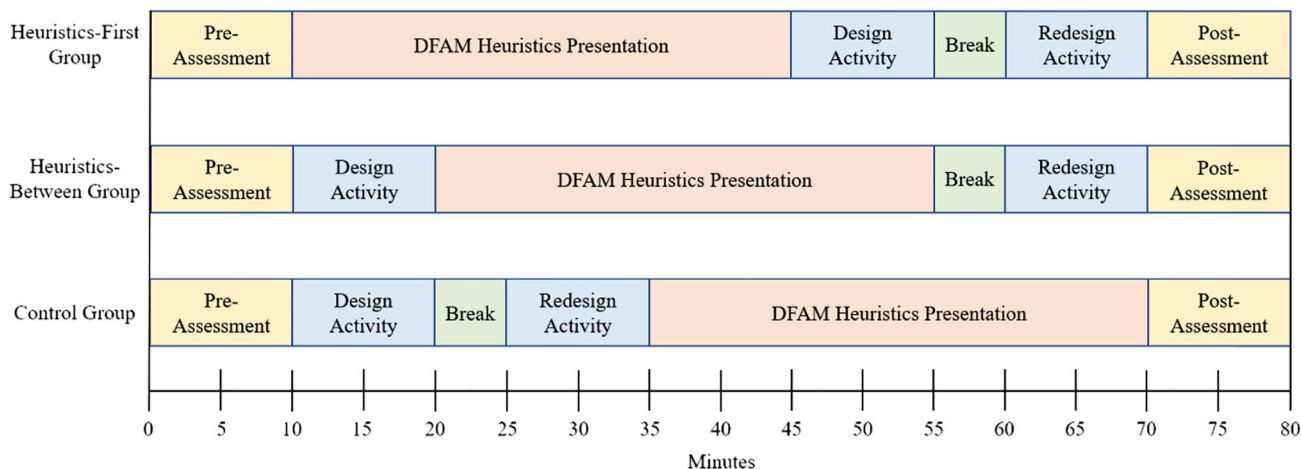 Heuristics-First
Group
Pre-
Assessment
DFAM Heuristics Presentation
Design
Activity
Break
Redesign
Activity
Post-
Assessment
Heuristics-
Between Group
Pre-
Assessment
Design
Activity
DFAM Heuristics Presentation
Break
Redesign
Activity
Post-
Assessment
Control Group
Pre-
Assessment
Design
Activity
Break
Redesign
Activity
DFAM Heuristics Presentation
Post-
Assessment
0 5 10 15 20 25 30 35 40 45 50 55 60 65 70 75 80
Minutes